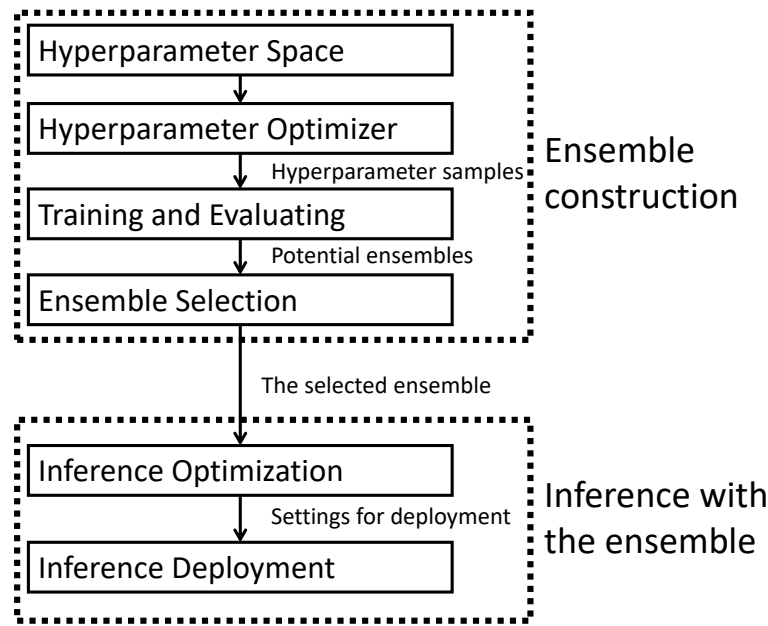 Hyperparameter Space
Hyperparameter Optimizer
Hyperparameter samples
Training and Evaluating
Potential ensembles
Ensemble Selection
Ensemble
construction
The selected ensemble
Inference Optimization
Settings for deployment
Inference Deployment
Inference with
the ensemble